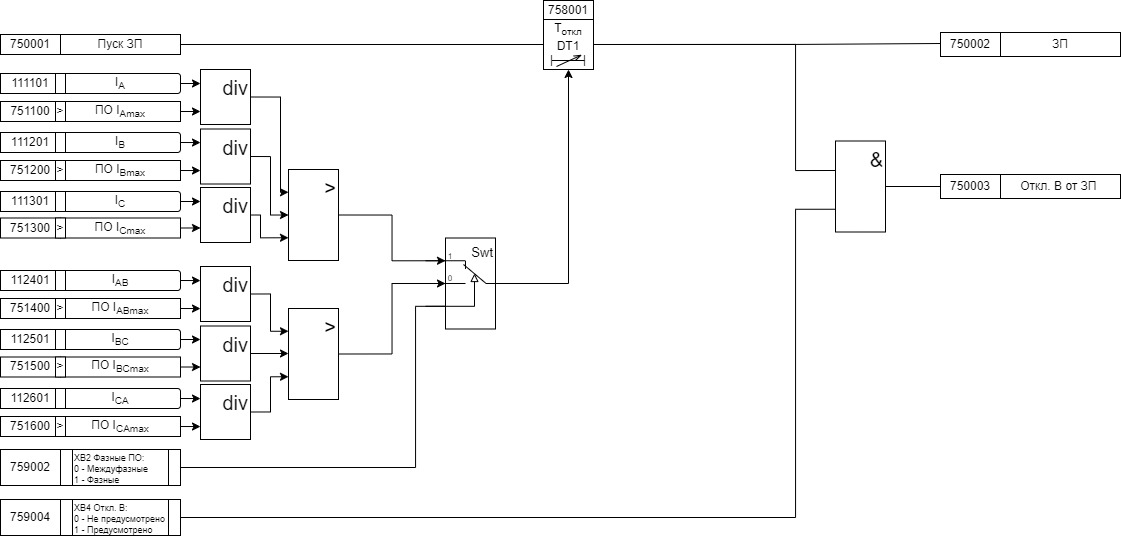 758001
Tоткл
DT1
750001 Пуск ЗП
750002 ЗП
111101 IA
751100 > ПО IAmax
div
111201 IB
751200 > ПО IBmax
div
111301 IC
751300 > ПО ICmax
div
>
&
750003 Откл. В от ЗП
Swt
1
0
112401 IAB
751400 > ПО IABmax
div
112501 IBC
751500 > ПО IBCmax
div
112601 ICA
751600 > ПО ICAmax
div
>
759002
ХВ2 Фазные ПО:
0 - Междуфазные
1 - Фазные
759004
ХВ4 Откл. В:
0 - Не предусмотрено
1 - Предусмотрено